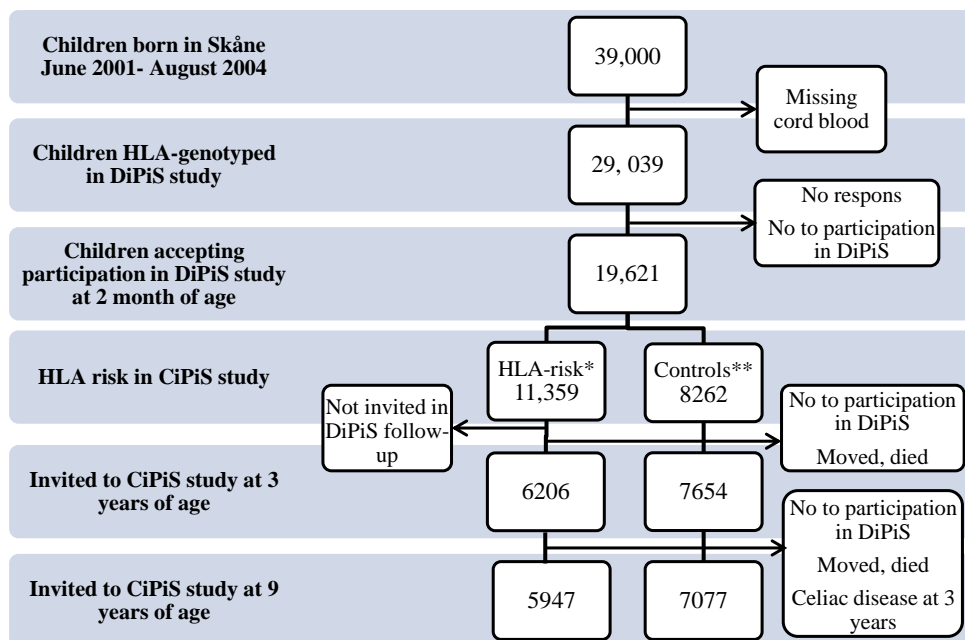 Children born in Skåne
June 2001- August 2004
39,000
Missing
cord blood
Children HLA-genotyped
in DiPiS study
29, 039
No respons
No to participation
in DiPiS
Children accepting
participation in DiPiS study
at 2 month of age
19,621
HLA risk in CiPiS study
HLA-risk*
11,359
Controls**
8262
Not invited in
DiPiS follow-
up
No to participation
in DiPiS
Moved, died
Invited to CiPiS study at 3
years of age
6206
7654
No to participation
in DiPiS
Moved, died
Celiac disease at 3
years
Invited to CiPiS study at 9
years of age
5947
7077